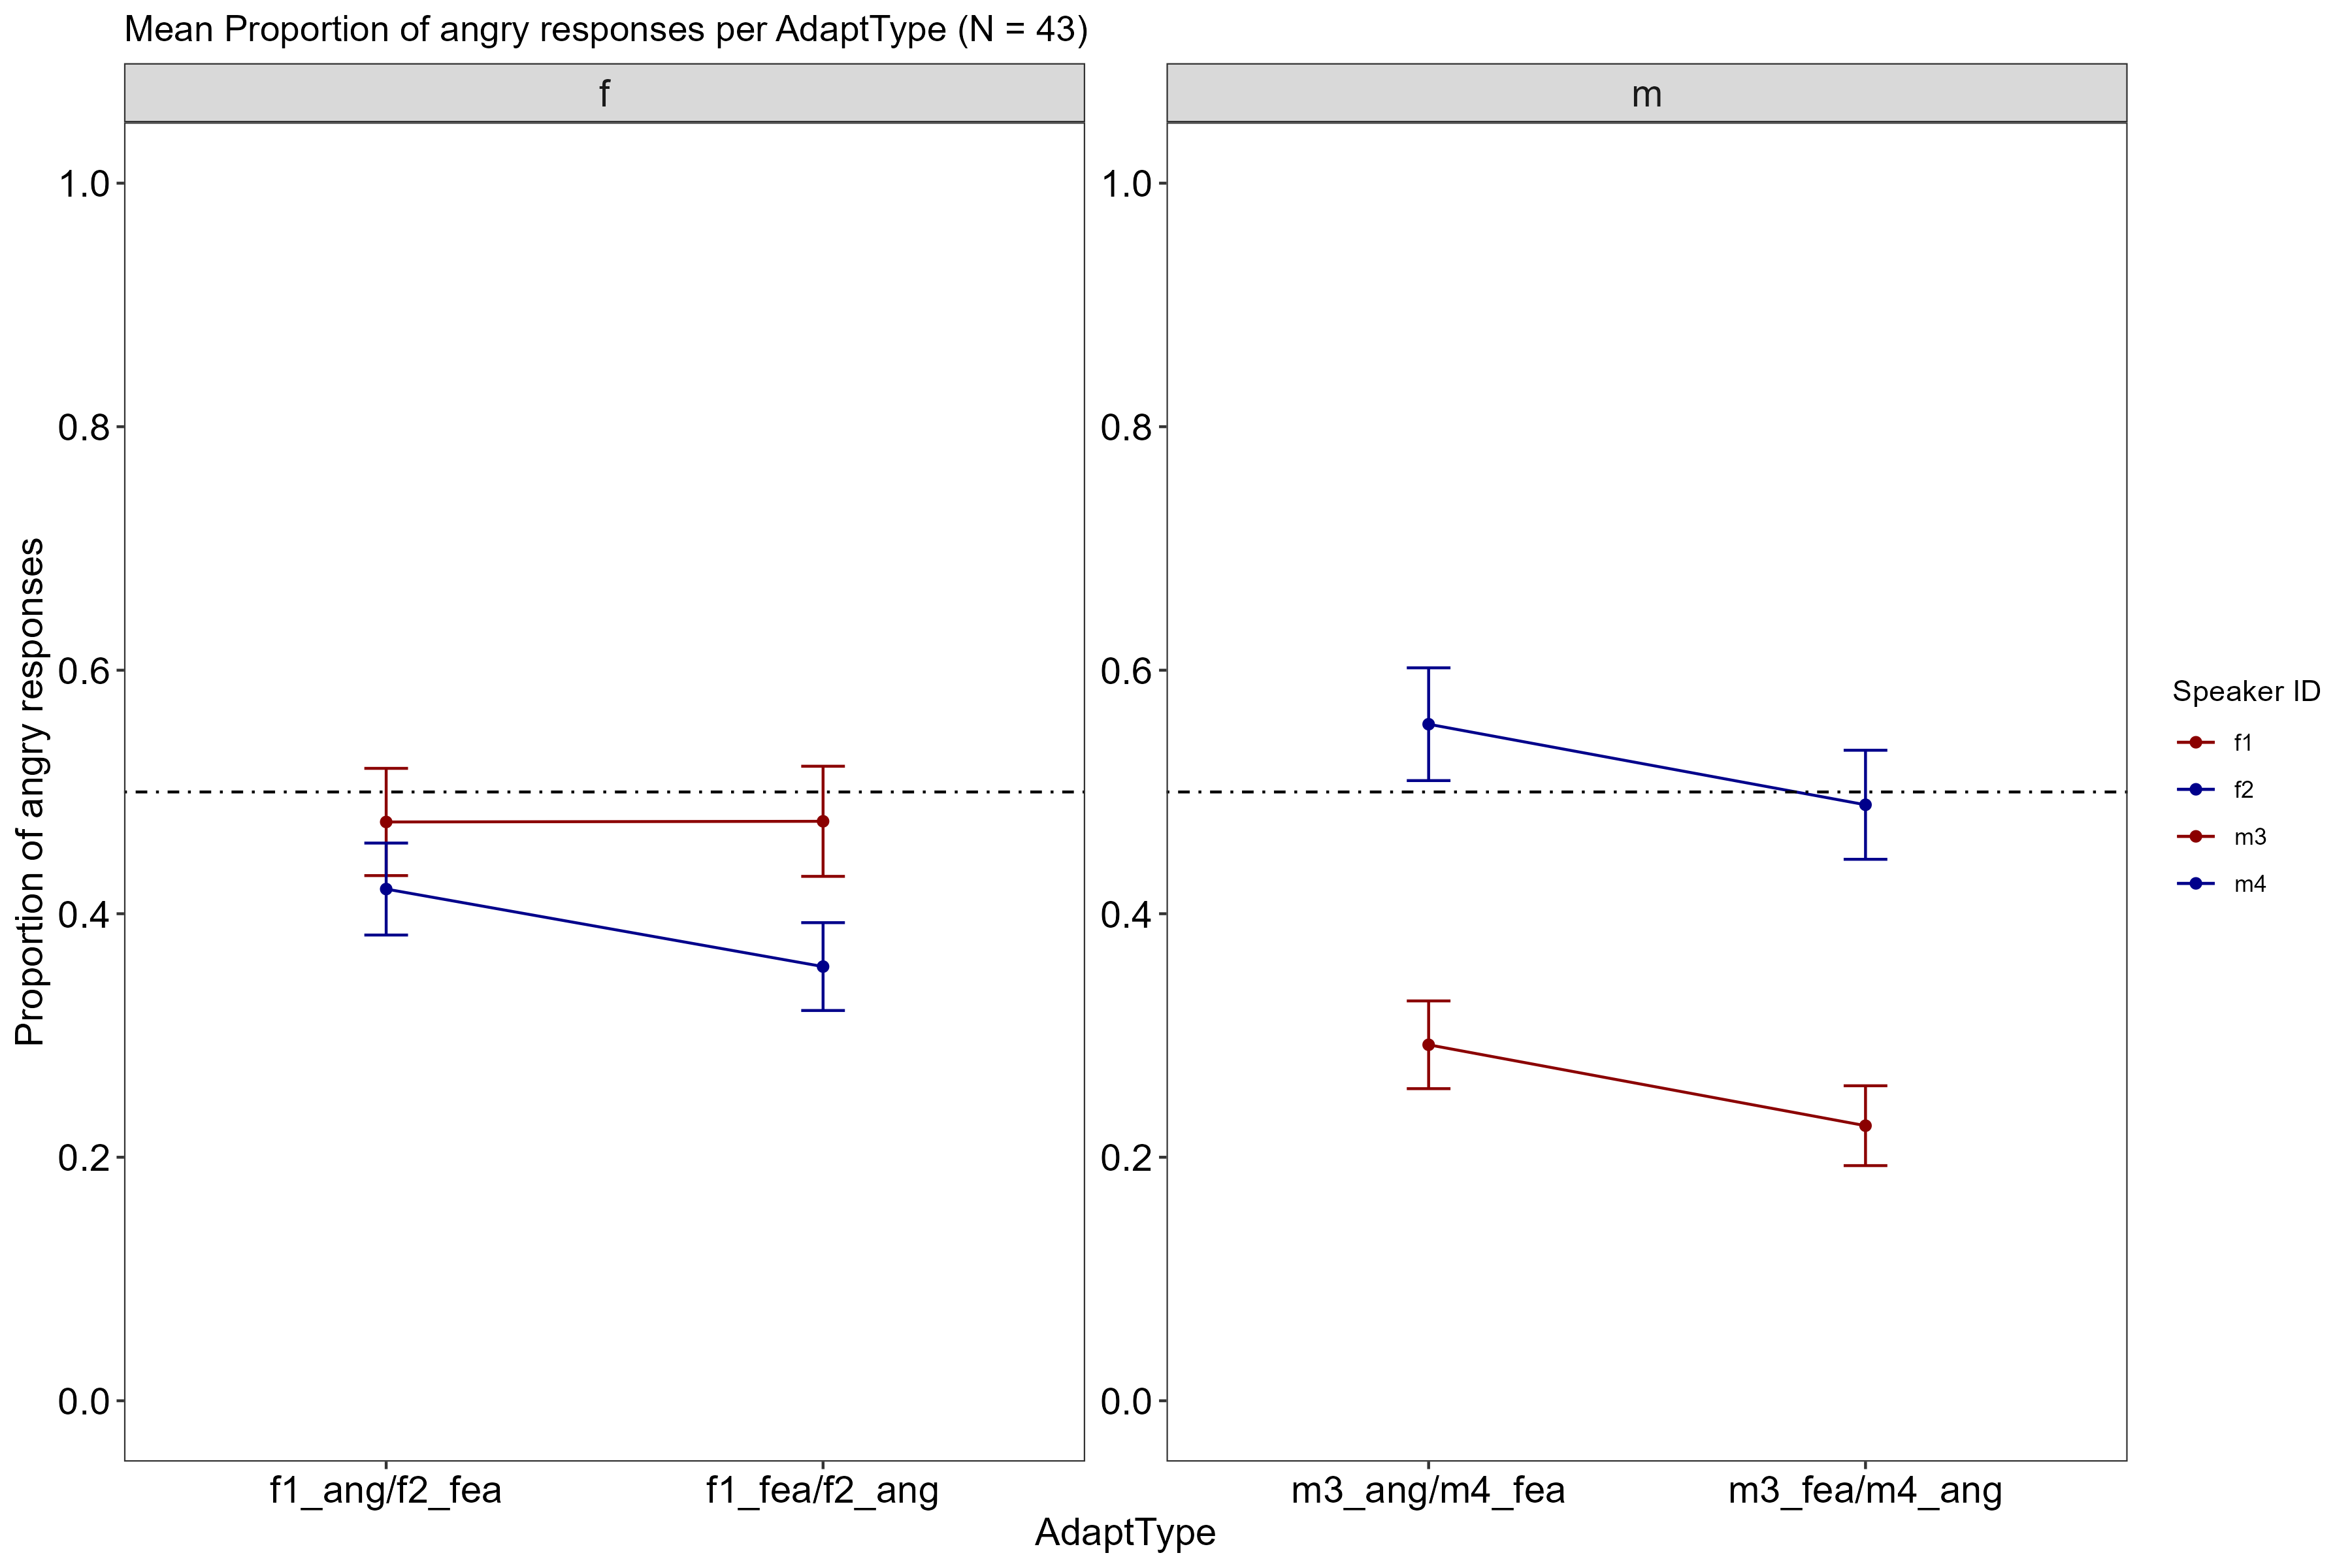 Mean Proportion of angry responses per AdaptType (N = 43)
f
m
1.0
0.8
0.6
0.4
0.2
0.0
1.0
0.8
0.6
0.4
0.2
0.0
Proportion of angry responses
f1_ang/f2_fea
f1_fea/f2_ang
m3_ang/m4_fea
m3_fea/m4_ang
AdaptType
Speaker ID
f1
f2
m3
m4